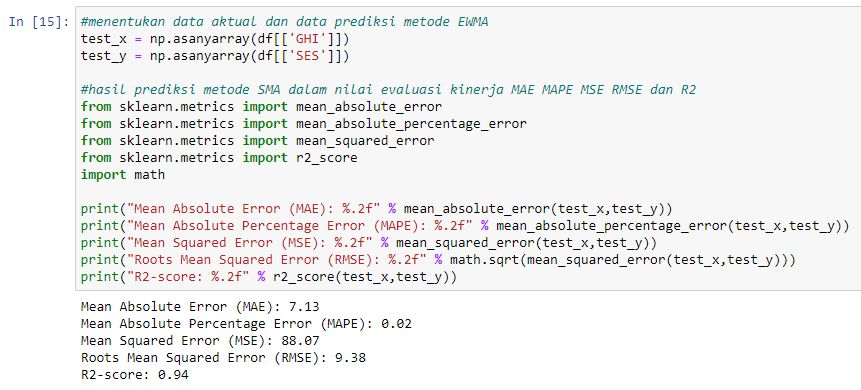 In [15]: #menentukan data aktual dan data prediksi metode EWMA
test_x = np.asanyarray(df[['GHI']])
test_y = np.asanyarray(df[['SES']])
#hasil prediksi metode SMA dalam nilai evaluasi kinerja MAE MAPE MSE RMSE dan R2
from sklearn.metrics import mean_absolute_error
from sklearn.metrics import mean_absolute_percentage_error
from sklearn.metrics import mean_squared_error
from sklearn.metrics import r2_score
import math
print("Mean Absolute Error (MAE): %.2f" % mean_absolute_error(test_x,test_y))
print("Mean Absolute Percentage Error (MAPE): %.2f" % mean_absolute_percentage_error(test_x,test_y))
print("Mean Squared Error (MSE): %.2f" % mean_squared_error(test_x,test_y))
print("Roots Mean Squared Error (RMSE): %.2f" % math.sqrt(mean_squared_error(test_x,test_y)))
print("R2-score: %.2f" % r2_score(test_x,test_y))
Mean Absolute Error (MAE): 7.13
Mean Absolute Percentage Error (MAPE): 0.02
Mean Squared Error (MSE): 88.07
Roots Mean Squared Error (RMSE): 9.38
R2-score: 0.94